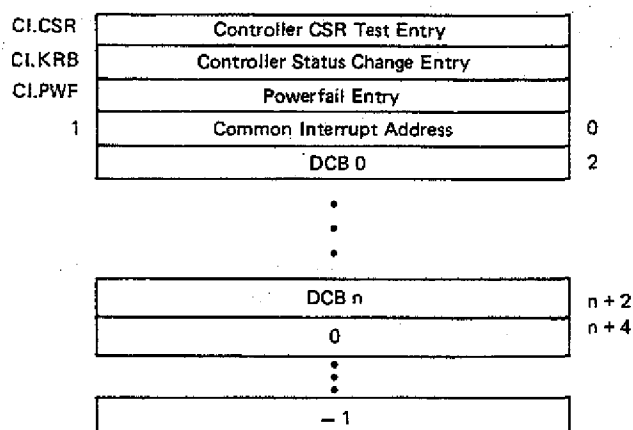 CI.CSR Controller CSR Test Entry
CI.KRB Controller Status Change Entry
CI.PWF Powerfail Entry
1 Common Interrupt Address 0
DCB 0 2
DCB n n + 2
0 n + 4
– 1